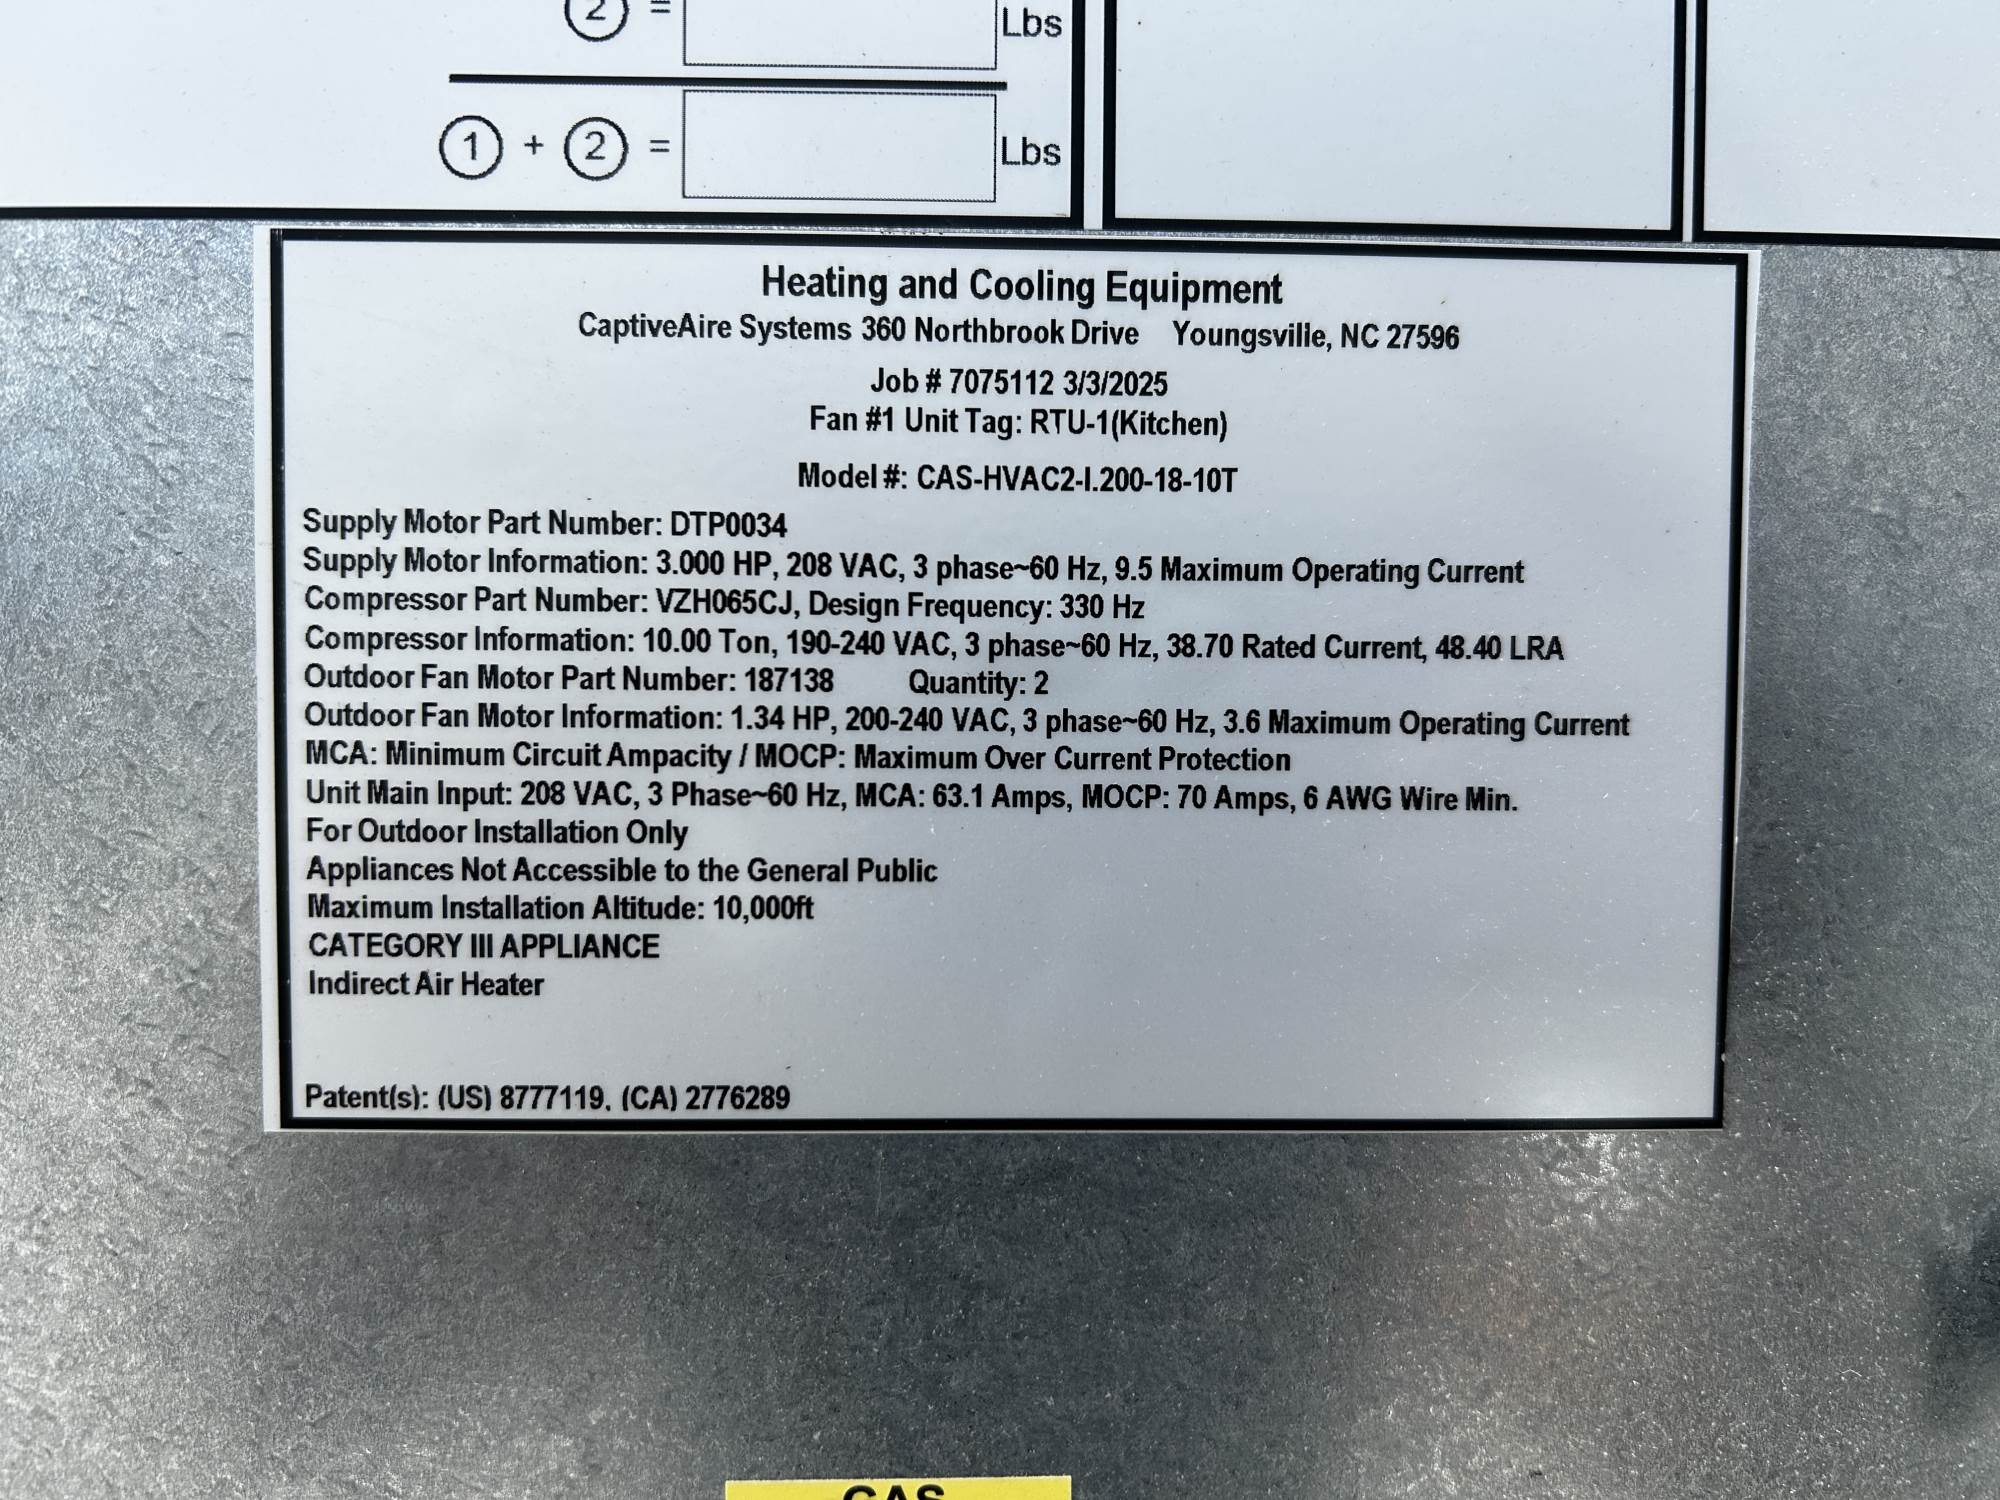 2 = Lbs
1 + 2 = Lbs
Heating and Cooling Equipment
CaptiveAire Systems 360 Northbrook Drive Youngsville, NC 27596
Job # 7075112 3/3/2025
Fan #1 Unit Tag: RTU-1(Kitchen)
Model #: CAS-HVAC2-I.200-18-10T
Supply Motor Part Number: DTP0034
Supply Motor Information: 3.000 HP, 208 VAC, 3 phase~60 Hz, 9.5 Maximum Operating Current
Compressor Part Number: VZH065CJ, Design Frequency: 330 Hz
Compressor Information: 10.00 Ton, 190-240 VAC, 3 phase~60 Hz, 38.70 Rated Current, 48.40 LRA
Outdoor Fan Motor Part Number: 187138 Quantity: 2
Outdoor Fan Motor Information: 1.34 HP, 200-240 VAC, 3 phase~60 Hz, 3.6 Maximum Operating Current
MCA: Minimum Circuit Ampacity / MOCP: Maximum Over Current Protection
Unit Main Input: 208 VAC, 3 Phase~60 Hz, MCA: 63.1 Amps, MOCP: 70 Amps, 6 AWG Wire Min.
For Outdoor Installation Only
Appliances Not Accessible to the General Public
Maximum Installation Altitude: 10,000ft
CATEGORY III APPLIANCE
Indirect Air Heater
Patent(s): (US) 8777119, (CA) 2776289
GAS